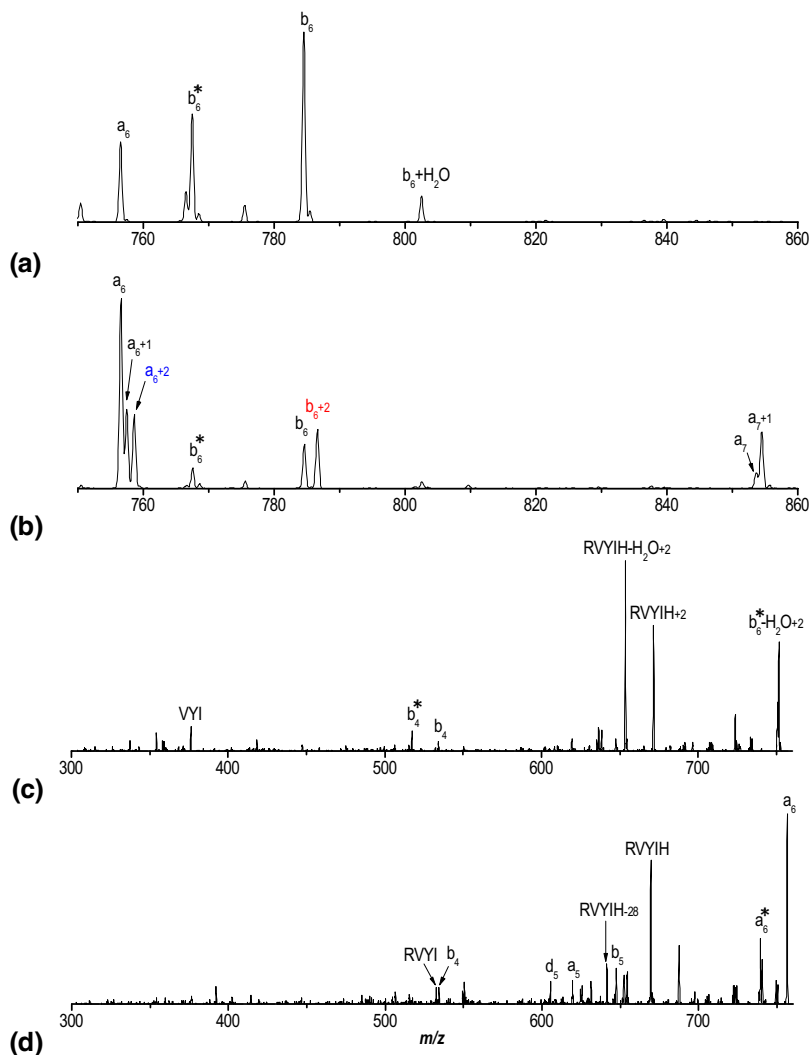 b₆
b₆*
a₆
b₆+H₂O
760 780 800 820 840 860
(a)
a₆
a₆+1
a₆+2
b₆*
b₆
b₆+2
a₇
a₇+1
760 780 800 820 840 860
(b)
RVYIH-H₂O+2
RVYIH+2
b₆*-H₂O+2
VYI
b₄*
b₄
300 400 500 600 700
(c)
a₆
RVYIH
RVYIH-28
a₆*
RVYI
b₄
d₅
a₅
b₅
300 400 500 600 700
m/z
(d)